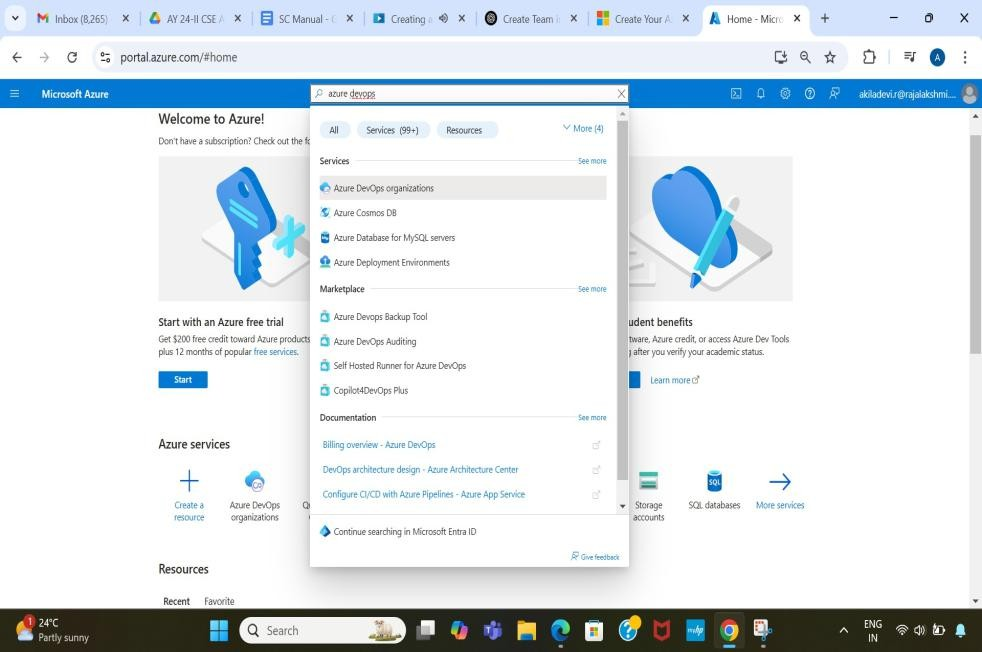 Inbox (8,265)
AY 24-II CSE A
SC Manual - G
Creating a
Create Team i
Create Your A
Home - Micro
portal.azure.com/#home
A
Microsoft Azure
azure devops
akiladevi.r@rajalakshmi....
Welcome to Azure!
Don't have a subscription? Check out the fo
All
Services (99+)
Resources
More (4)
Services
See more
Azure DevOps organizations
Azure Cosmos DB
Azure Database for MySQL servers
Azure Deployment Environments
Marketplace
See more
Azure Devops Backup Tool
Azure DevOps Auditing
Self Hosted Runner for Azure DevOps
Copilot4DevOps Plus
Documentation
See more
Billing overview - Azure DevOps
DevOps architecture design - Azure Architecture Center
Configure CI/CD with Azure Pipelines - Azure App Service
Continue searching in Microsoft Entra ID
Give feedback
Start with an Azure free trial
Get $200 free credit toward Azure products
plus 12 months of popular free services.
Start
udent benefits
tware, Azure credit, or access Azure Dev Tools
after you verify your academic status.
Learn more
Azure services
Create a
resource
Azure DevOps
organizations
Storage
accounts
SQL
SQL databases
More services
Resources
Recent
Favorite
1
24°C
Partly sunny
Search
myhp
ENG
IN